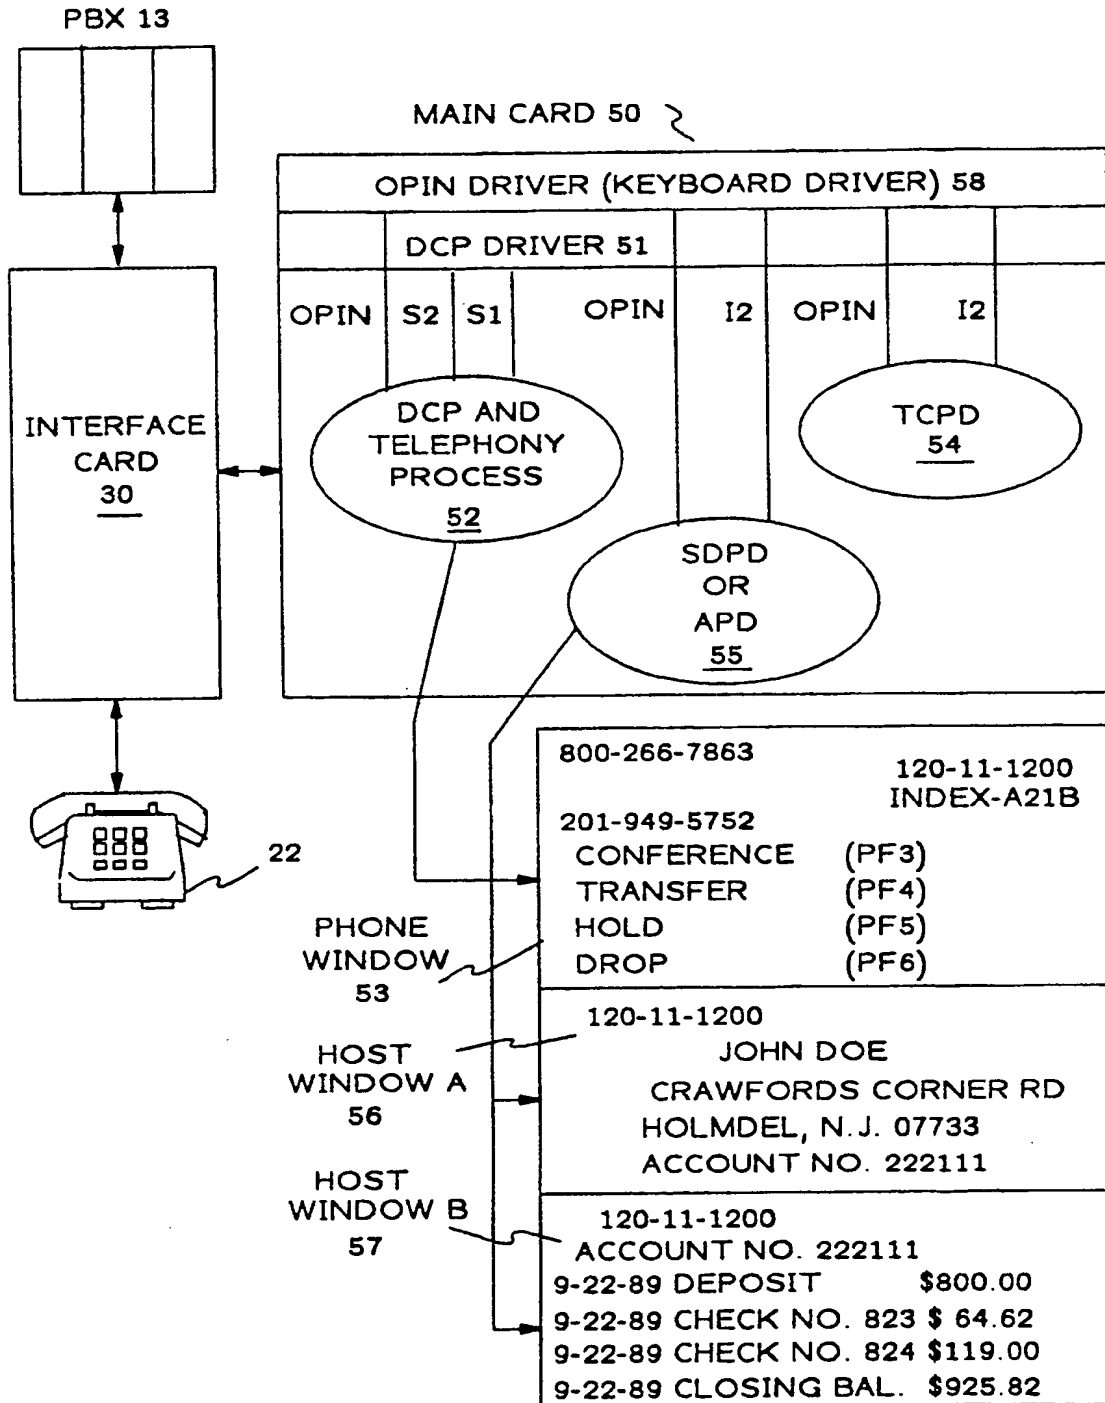 PBX 13
MAIN CARD 50
OPIN DRIVER (KEYBOARD DRIVER) 58
DCP DRIVER 51
OPIN S2 S1 OPIN I2 OPIN I2
INTERFACE
CARD
30
DCP AND
TELEPHONY
PROCESS
52
TCPD
54
SDPD
OR
APD
55
22
800-266-7863
120-11-1200
INDEX-A21B
201-949-5752
CONFERENCE (PF3)
TRANSFER (PF4)
HOLD (PF5)
DROP (PF6)
PHONE
WINDOW
53
120-11-1200
JOHN DOE
CRAWFORDS CORNER RD
HOLMDEL, N.J. 07733
ACCOUNT NO. 222111
HOST
WINDOW A
56
HOST
WINDOW B
57
120-11-1200
ACCOUNT NO. 222111
9-22-89 DEPOSIT $800.00
9-22-89 CHECK NO. 823 $ 64.62
9-22-89 CHECK NO. 824 $119.00
9-22-89 CLOSING BAL. $925.82